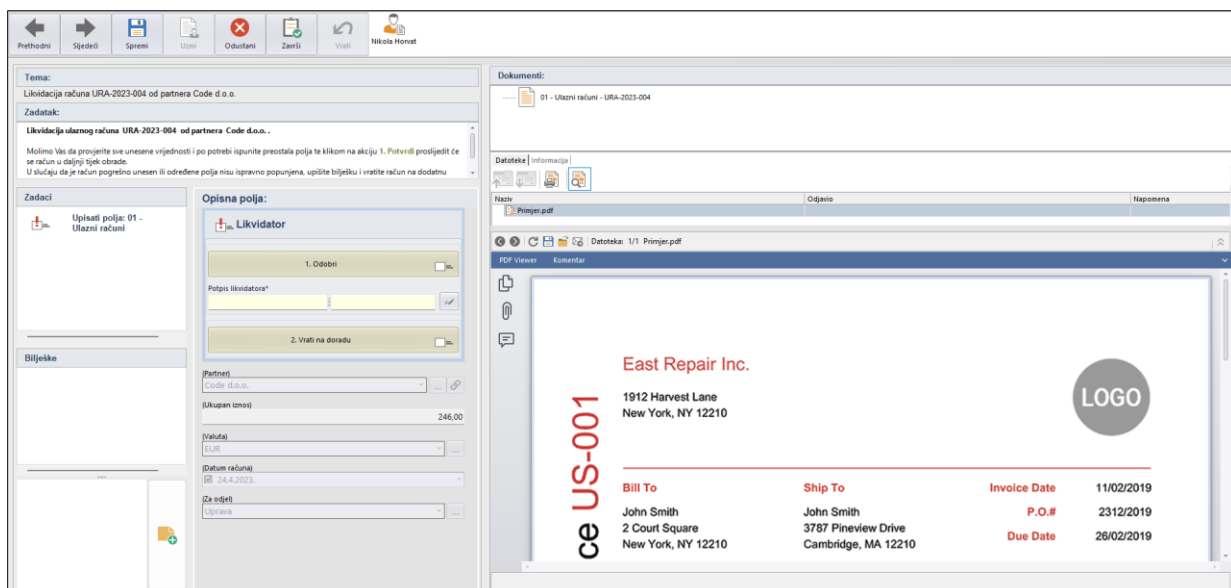 Prethodni
Sljedeći
Spremi
Uzmi
Odustani
Završi
Vrati
Nikola Horvat
Tema:
Likvidacija računa URA-2023-004 od partnera Code d.o.o.
Zadatak:
Likvidacija ulaznog računa URA-2023-004 od partnera Code d.o.o. .
Molimo Vas da provjerite sve unesene vrijednosti i po potrebi ispunite preostala polja te klikom na akciju 1. Potvrdi proslijedit će
se račun u daljnji tijek obrade.
U slučaju da je račun pogrešno unesen ili određene polja nisu ispravno popunjena, upišite bilješku i vratite račun na dodatnu
Zadaci
Upisati polja: 01 -
Ulazni računi
Bilješke
Opisna polja:
Likvidator
1. Odobri
Potpis likvidatora*
2. Vrati na doradu
(Partner)
Code d.o.o.
(Ukupan iznos)
246,00
(Valuta)
EUR
(Datum računa)
24.4.2023.
(Za odjel)
Uprava
Dokumenti:
01 - Ulazni računi - URA-2023-004
Datoteke
Informacija
Naziv
Odjavio
Napomena
Primjer.pdf
Datoteka: 1/1 Primjer.pdf
PDF Viewer
Komentar
East Repair Inc.
1912 Harvest Lane
New York, NY 12210
LOGO
ce US-001
Bill To
Ship To
Invoice Date
11/02/2019
John Smith
John Smith
P.O.#
2312/2019
2 Court Square
3787 Pineview Drive
Due Date
26/02/2019
New York, NY 12210
Cambridge, MA 12210